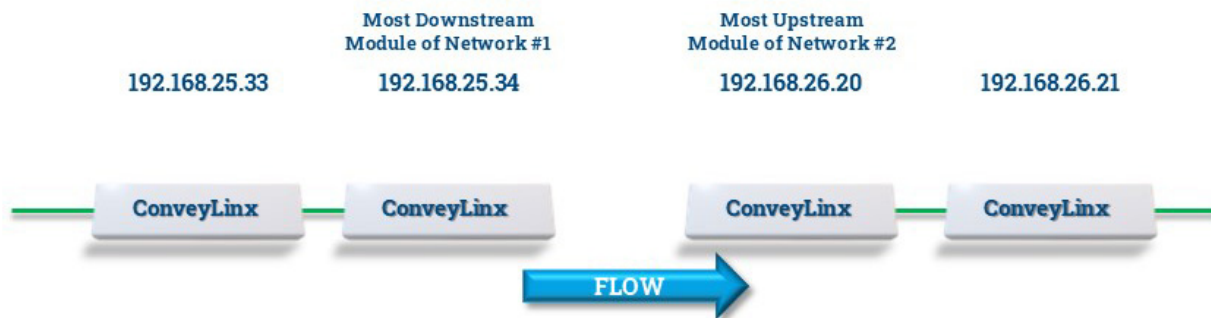 Most Downstream
Module of Network #1
Most Upstream
Module of Network #2
192.168.25.33
192.168.25.34
192.168.26.20
192.168.26.21
ConveyLinx
ConveyLinx
ConveyLinx
ConveyLinx
FLOW